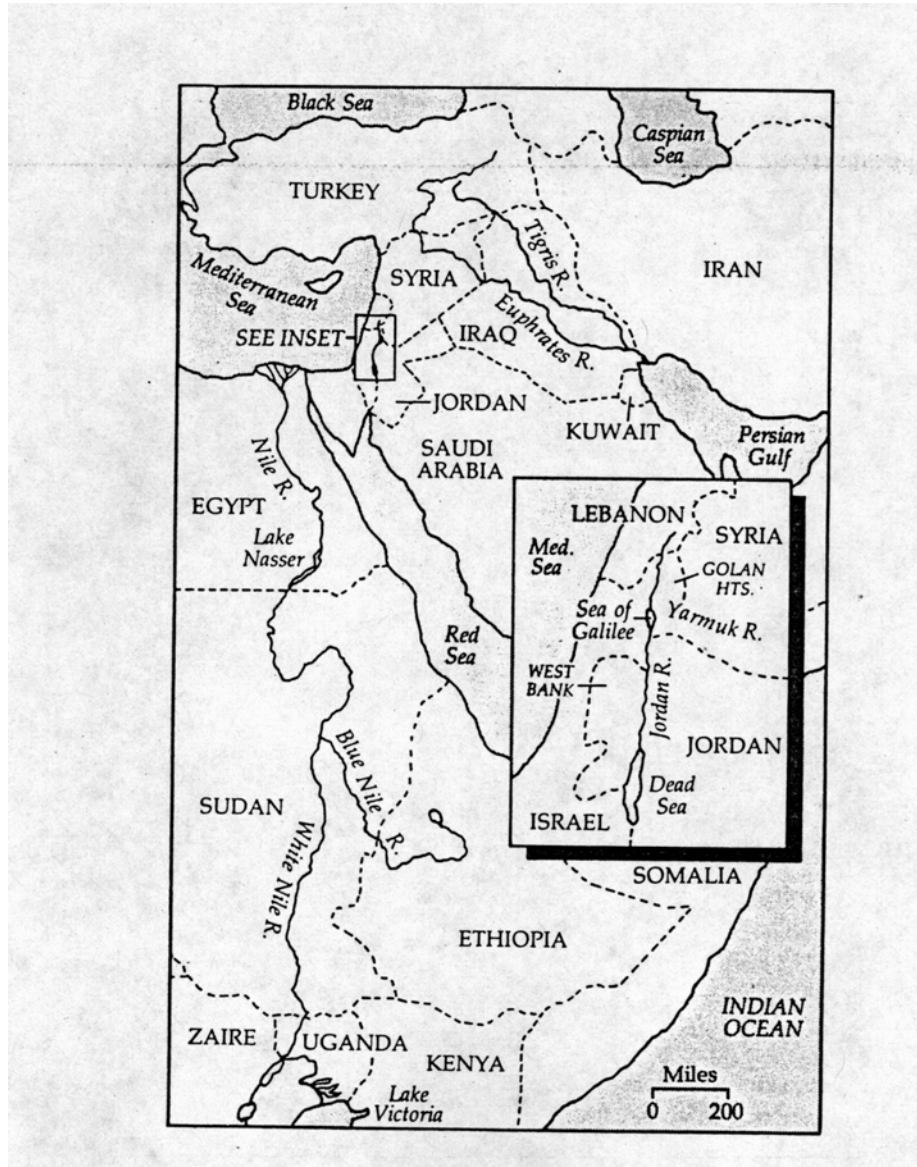 Black Sea
Caspian
Sea
TURKEY
Tigris R.
IRAN
Mediterranean
Sea
SYRIA
SEE INSET
IRAQ
Euphrates R.
JORDAN
KUWAIT
Persian
Gulf
SAUDI
ARABIA
Nile R.
EGYPT
Lake
Nasser
Red
Sea
LEBANON
SYRIA
Med.
Sea
GOLAN
HTS.
Sea of
Galilee
Yarmuk R.
WEST
BANK
Jordan R.
JORDAN
Dead
Sea
ISRAEL
Blue Nile R.
SUDAN
White Nile R.
SOMALIA
ETHIOPIA
INDIAN
OCEAN
ZAIRE
UGANDA
KENYA
Lake
Victoria
Miles
0 200